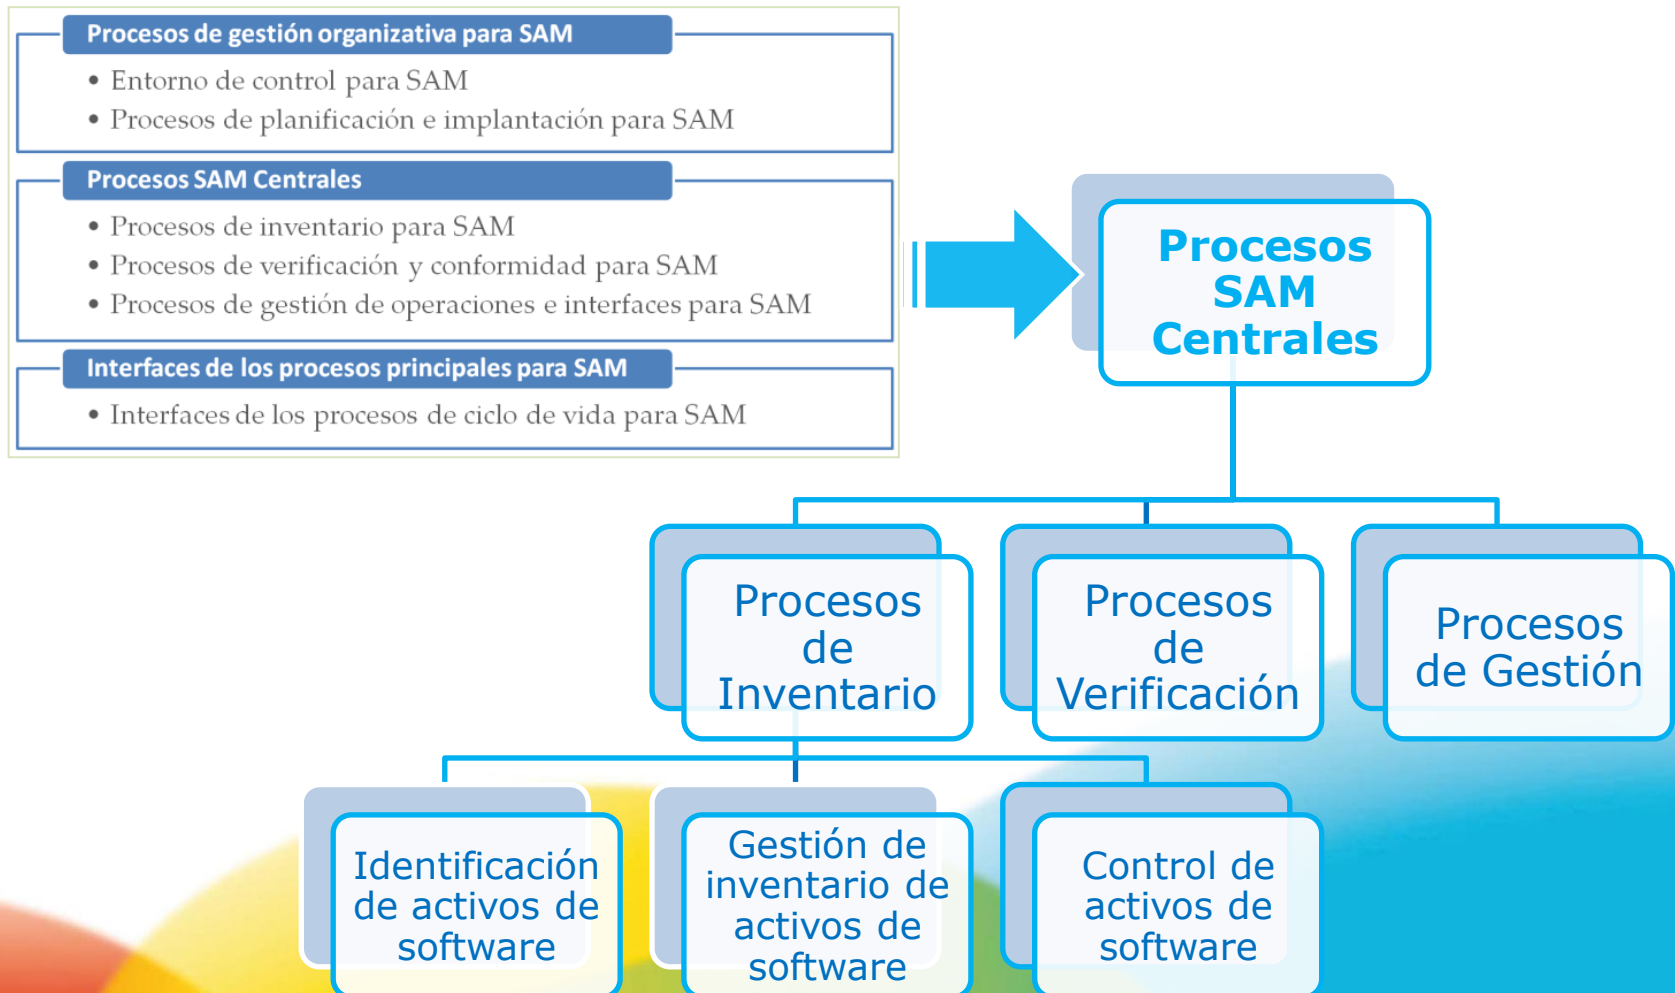 Procesos de gestión organizativa para SAM
• Entorno de control para SAM
• Procesos de planificación e implantación para SAM
Procesos SAM Centrales
• Procesos de inventario para SAM
• Procesos de verificación y conformidad para SAM
• Procesos de gestión de operaciones e interfaces para SAM
Interfaces de los procesos principales para SAM
• Interfaces de los procesos de ciclo de vida para SAM
Procesos
SAM
Centrales
Procesos
de
Inventario
Procesos
de
Verificación
Procesos
de Gestión
Identificación
de activos de
software
Gestión de
inventario de
activos de
software
Control de
activos de
software